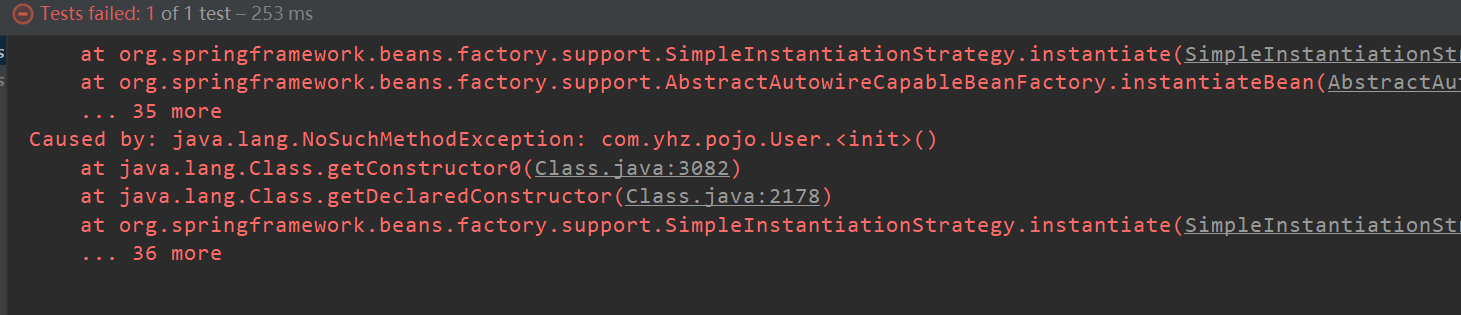 Tests failed: 1 of 1 test – 253 ms
at org.springframework.beans.factory.support.SimpleInstantiationStrategy.instantiate(SimpleInstantiationStr
at org.springframework.beans.factory.support.AbstractAutowireCapableBeanFactory.instantiateBean(AbstractAut
... 35 more
Caused by: java.lang.NoSuchMethodException: com.yhz.pojo.User.<init>()
at java.lang.Class.getConstructor0(Class.java:3082)
at java.lang.Class.getDeclaredConstructor(Class.java:2178)
at org.springframework.beans.factory.support.SimpleInstantiationStrategy.instantiate(SimpleInstantiationStr
... 36 more